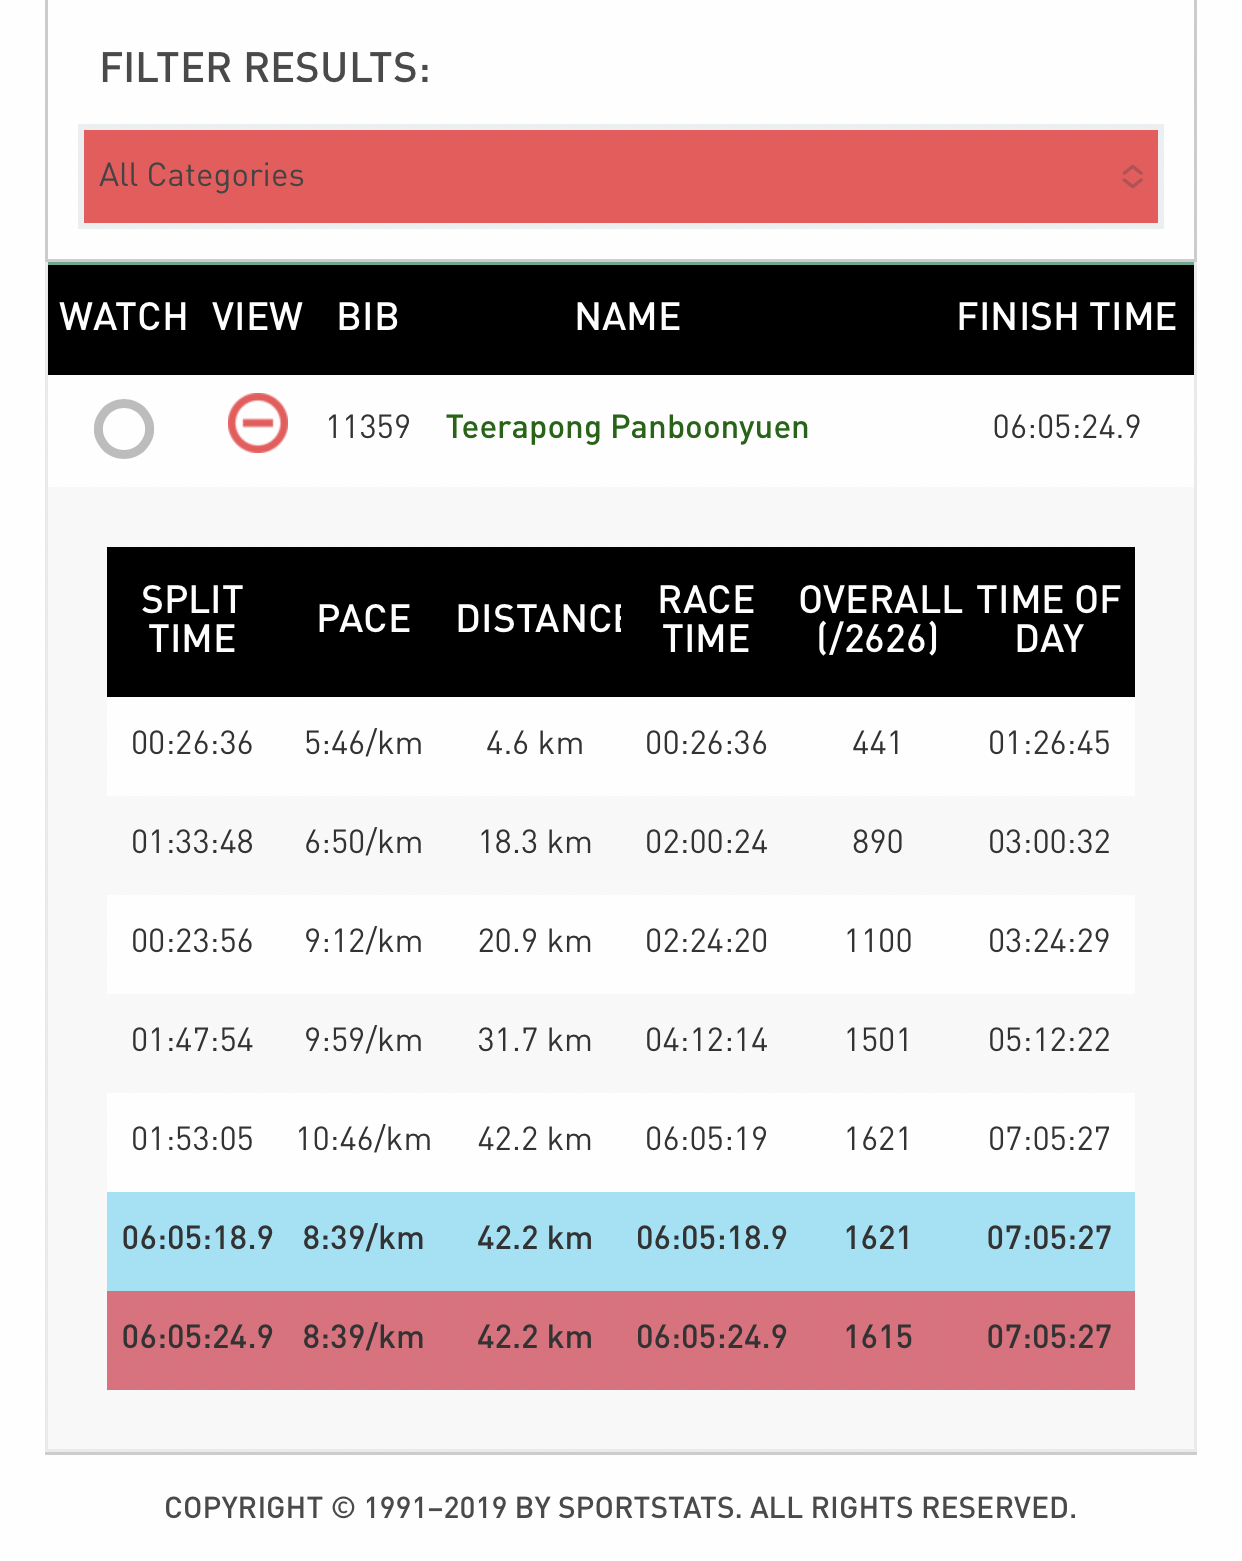 FILTER RESULTS:
All Categories
WATCH VIEW BIB NAME FINISH TIME
11359 Teerapong Panboonyuen 06:05:24.9
SPLIT TIME PACE DISTANCE RACE TIME OVERALL (/2626) TIME OF DAY
00:26:36 5:46/km 4.6 km 00:26:36 441 01:26:45
01:33:48 6:50/km 18.3 km 02:00:24 890 03:00:32
00:23:56 9:12/km 20.9 km 02:24:20 1100 03:24:29
01:47:54 9:59/km 31.7 km 04:12:14 1501 05:12:22
01:53:05 10:46/km 42.2 km 06:05:19 1621 07:05:27
06:05:18.9 8:39/km 42.2 km 06:05:18.9 1621 07:05:27
06:05:24.9 8:39/km 42.2 km 06:05:24.9 1615 07:05:27
COPYRIGHT © 1991–2019 BY SPORTSTATS. ALL RIGHTS RESERVED.